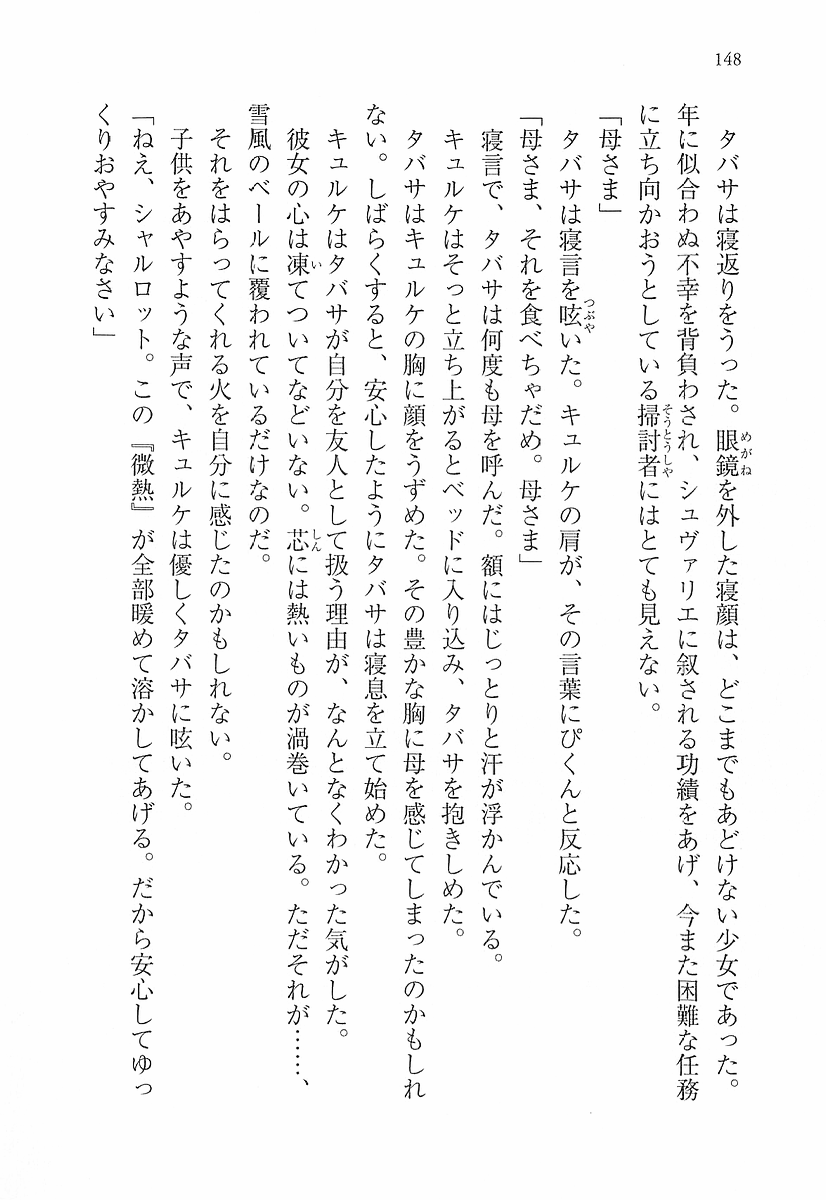 148
タバサは寝返りをうった。眼鏡を外した寝顔は、どこまでもあどけない少女であった。
年に似合わぬ不幸を背負わされ、シュヴァリエに叙される功績をあげ、今また困難な任務
に立ち向かおうとしている掃討者にはとても見えない。
「母さま」
タバサは寝言を呟いた。キュルケの肩が、その言葉にぴくんと反応した。
「母さま、それを食べちゃだめ。母さま」
寝言で、タバサは何度も母を呼んだ。額にはじっとりと汗が浮かんでいる。
キュルケはそっと立ち上がるとベッドに入り込み、タバサを抱きしめた。
タバサはキュルケの胸に顔をうずめた。その豊かな胸に母を感じてしまったのかもしれ
ない。しばらくすると、安心したようにタバサは寝息を立て始めた。
キュルケはタバサが自分を友人として扱う理由が、なんとなくわかった気がした。
彼女の心は凍てついてなどいない。芯には熱いものが渦巻いている。ただそれが……、
雪風のベールに覆われているだけなのだ。
それをはらってくれる火を自分に感じたのかもしれない。
子供をあやすような声で、キュルケは優しくタバサに呟いた。
「ねえ、シャルロット。この『微熱』が全部暖めて溶かしてあげる。だから安心してゆっ
くりおやすみなさい」